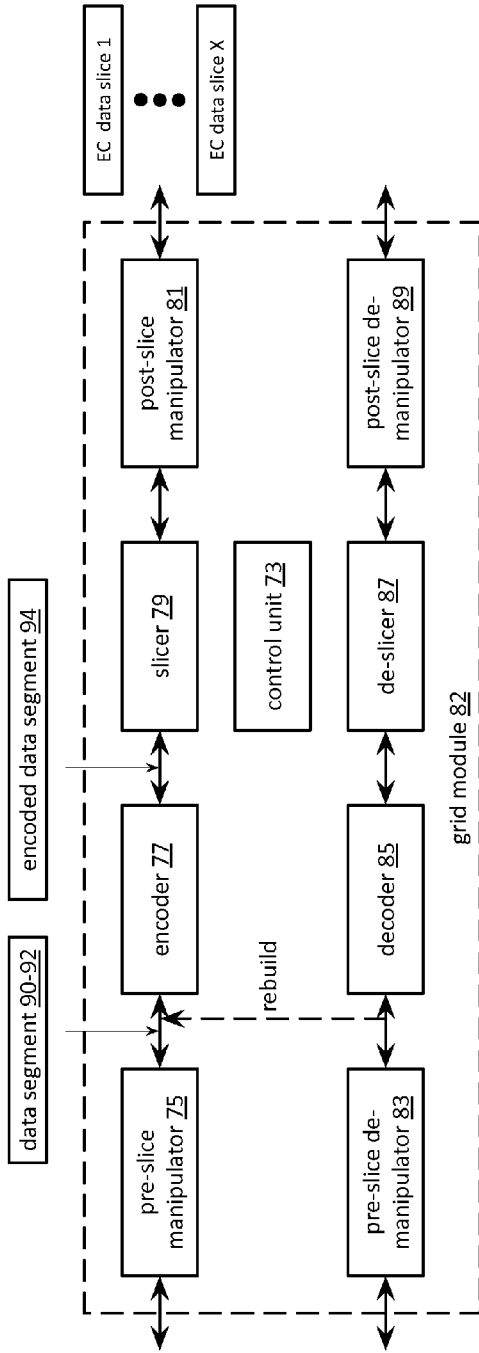 data segment 90-92
encoded data segment 94
pre-slice
manipulator 75
encoder 77
slicer 79
post-slice
manipulator 81
EC data slice 1
EC data slice X
rebuild
control unit 73
pre-slice de-
manipulator 83
decoder 85
de-slicer 87
post-slice de-
manipulator 89
grid module 82